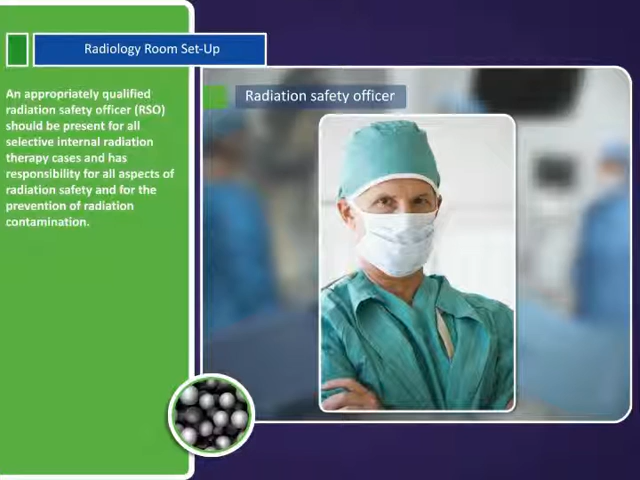 Radiology Room Set-Up
An appropriately qualified
radiation safety officer (RSO)
should be present for all
selective internal radiation
therapy cases and has
responsibility for all aspects of
radiation safety and for the
prevention of radiation
contamination.
Radiation safety officer